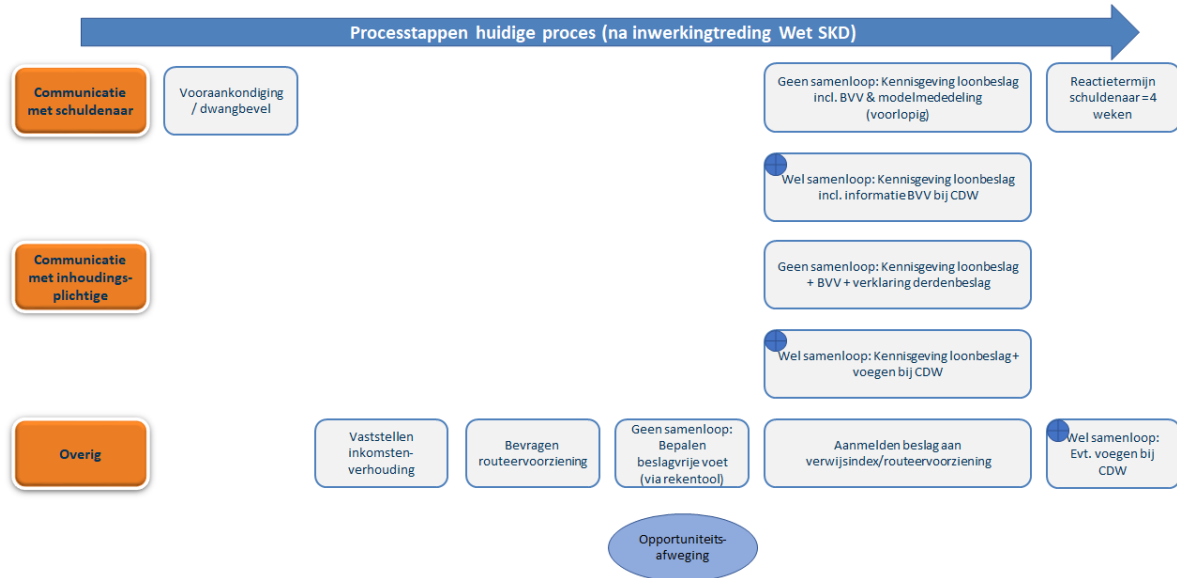 Processtappen huidige proces (na inwerkingtreding Wet SKD)
Communicatie
met schuldenaar
Vooraankondiging
/ dwangbevel
Geen samenloop: Kennisgeving loonbeslag
incl. BVV & modelmededeling
(voorlopig)
Reactietermijn
schuldenaar = 4
weken
Wel samenloop: Kennisgeving loonbeslag
incl. informatie BVV bij CDW
Communicatie
met inhoudings-
plichtige
Geen samenloop: Kennisgeving loonbeslag
+ BVV + verklaring derdenbeslag
Wel samenloop: Kennisgeving loonbeslag +
voegen bij CDW
Overig
Vaststellen
inkomsten-
verhouding
Bevragen
routeervoorziening
Geen samenloop:
Bepalen
beslagvrije voet
(via rekentool)
Aanmelden beslag aan
verwijsindex/routeervoorziening
Wel samenloop:
Evt. voegen bij
CDW
Opportuniteits-
afweging